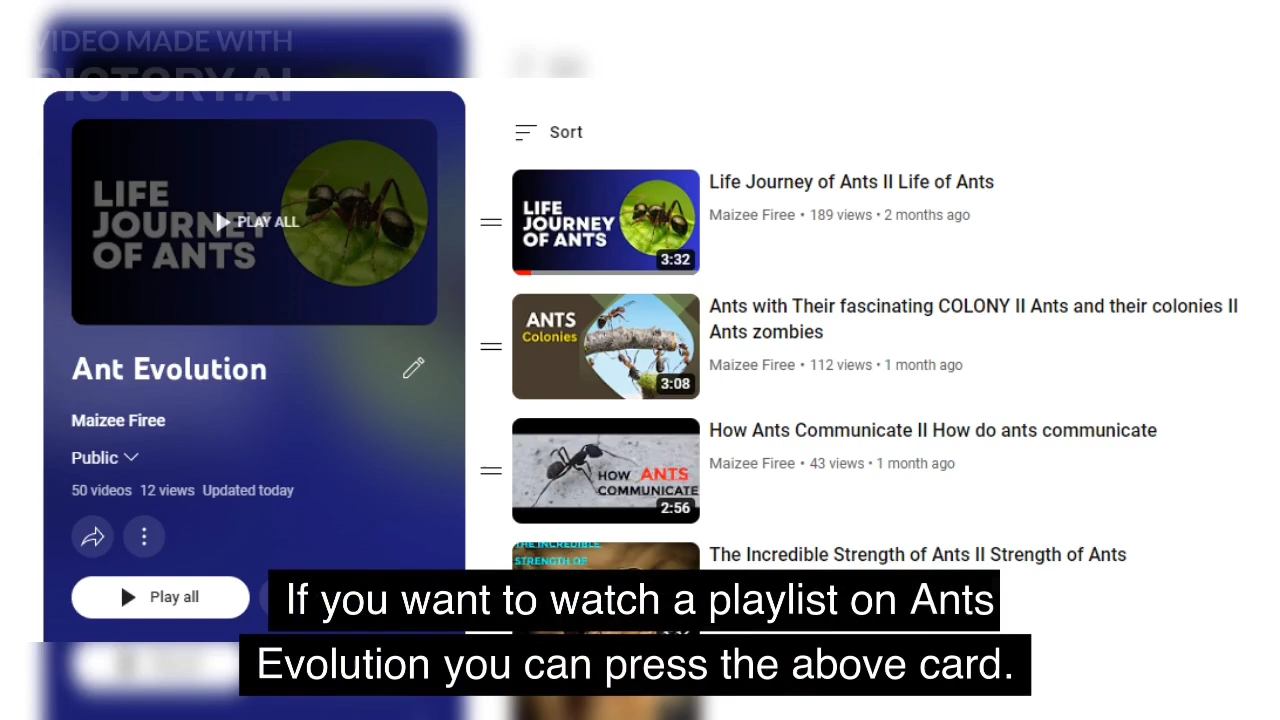 VIDEO MADE WITH
PICTORY.AI
LIFE
JOURNEY
OF ANTS
PLAY ALL
Ant Evolution
Maizee Firee
Public
50 videos 12 views Updated today
Play all
Sort
LIFE
JOURNEY
OF ANTS
3:32
Life Journey of Ants II Life of Ants
Maizee Firee • 189 views • 2 months ago
ANTS
Colonies
3:08
Ants with Their fascinating COLONY II Ants and their colonies II
Ants zombies
Maizee Firee • 112 views • 1 month ago
HOW ANTS
COMMUNICATE
2:56
How Ants Communicate II How do ants communicate
Maizee Firee • 43 views • 1 month ago
THE INCREDIBLE
STRENGTH OF
The Incredible Strength of Ants II Strength of Ants
If you want to watch a playlist on Ants
Evolution you can press the above card.